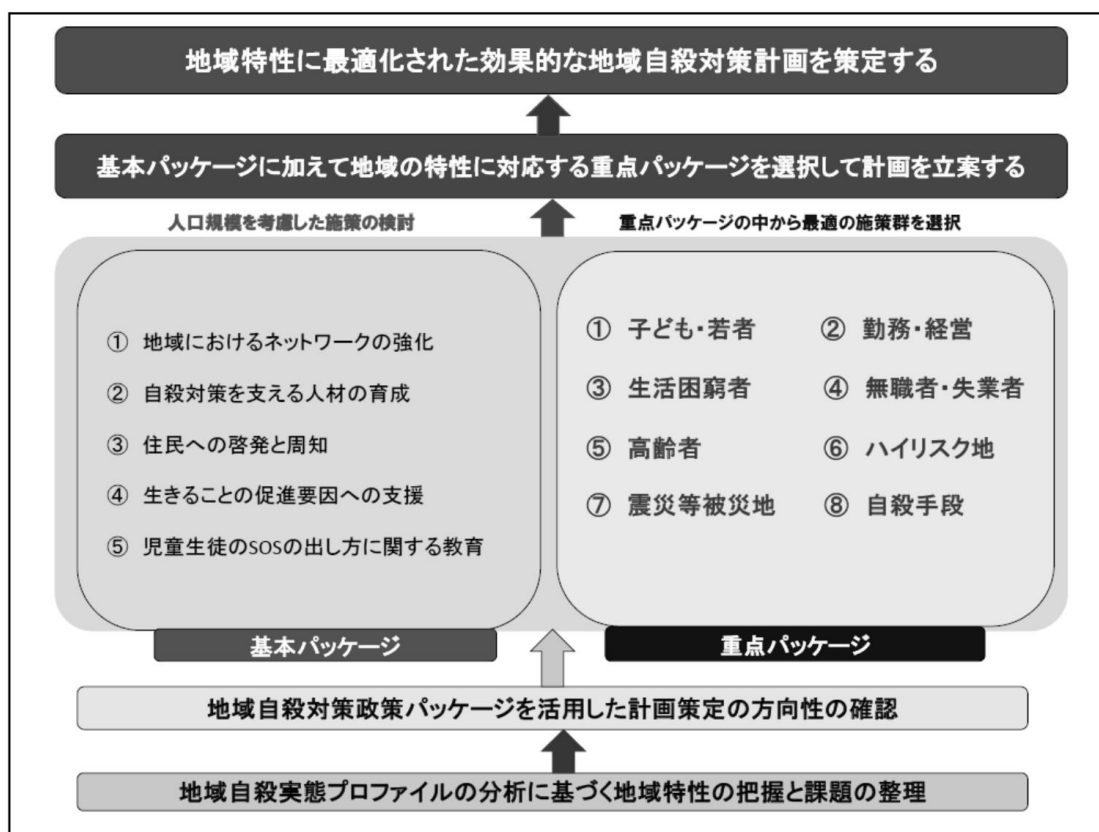 地域特性に最適化された効果的な地域自殺対策計画を策定する
基本パッケージに加えて地域の特性に対応する重点パッケージを選択して計画を立案する
人口規模を考慮した施策の検討
重点パッケージの中から最適の施策群を選択
① 地域におけるネットワークの強化
② 自殺対策を支える人材の育成
③ 住民への啓発と周知
④ 生きることの促進要因への支援
⑤ 児童生徒のSOSの出し方に関する教育
基本パッケージ
① 子ども・若者 ② 勤務・経営
③ 生活困窮者 ④ 無職者・失業者
⑤ 高齢者 ⑥ ハイリスク地
⑦ 震災等被災地 ⑧ 自殺手段
重点パッケージ
地域自殺対策政策パッケージを活用した計画策定の方向性の確認
地域自殺実態プロファイルの分析に基づく地域特性の把握と課題の整理